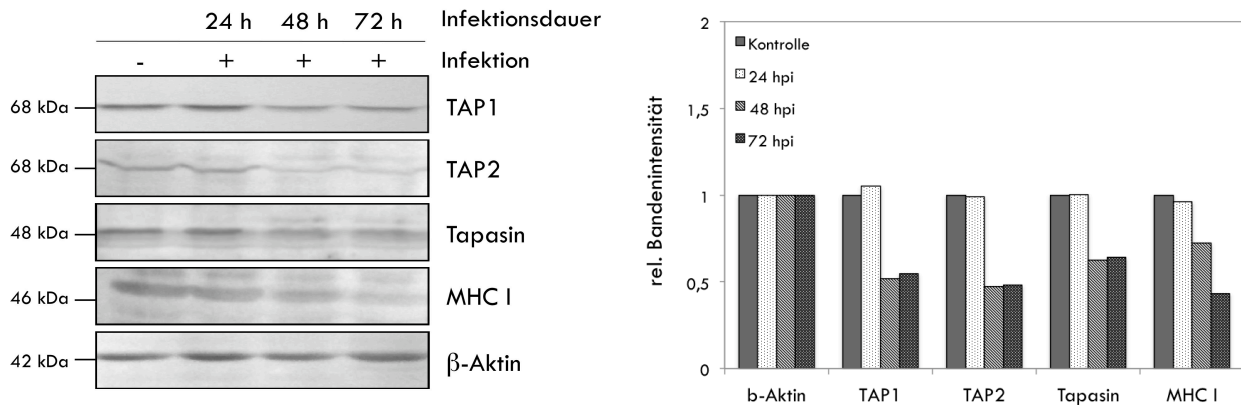 24 h 48 h 72 h Infektionsdauer
- + + + Infektion
68 kDa TAP1
68 kDa TAP2
48 kDa Tapasin
46 kDa MHC I
42 kDa β-Aktin
rel. Bandenintensität
2
1,5
1
0,5
0
Kontrolle
24 hpi
48 hpi
72 hpi
b-Aktin TAP1 TAP2 Tapasin MHC I